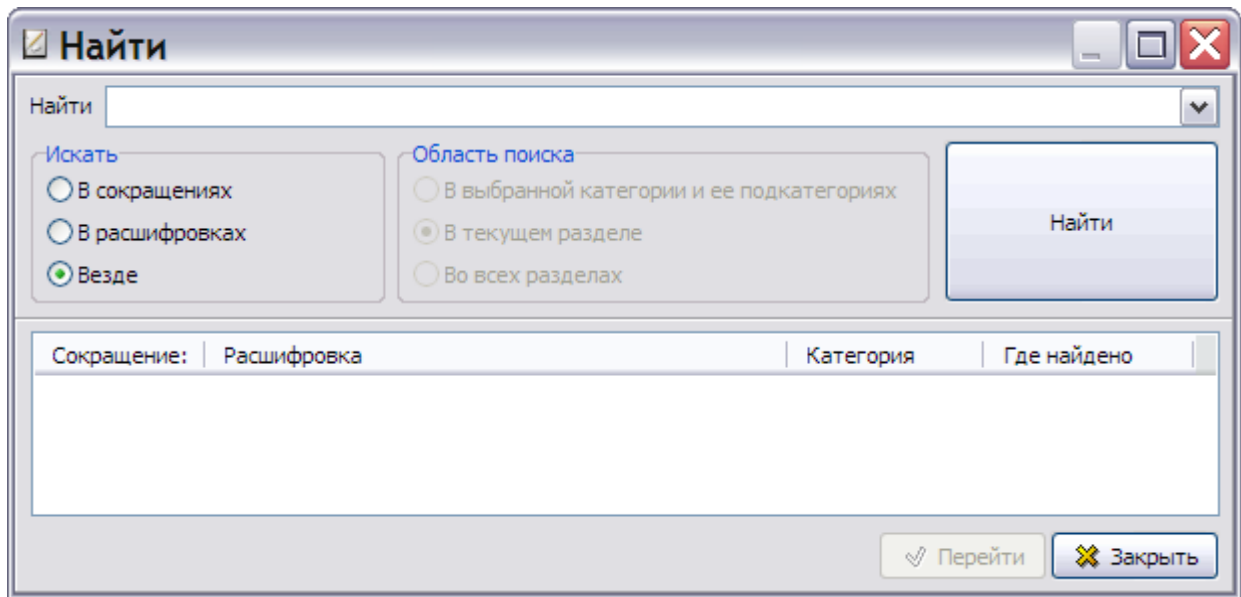 Найти
Найти
Искать
В сокращениях
В расшифровках
Везде
Область поиска
В выбранной категории и ее подкатегориях
В текущем разделе
Во всех разделах
Найти
Сокращение: Расшифровка Категория Где найдено
Перейти Закрыть